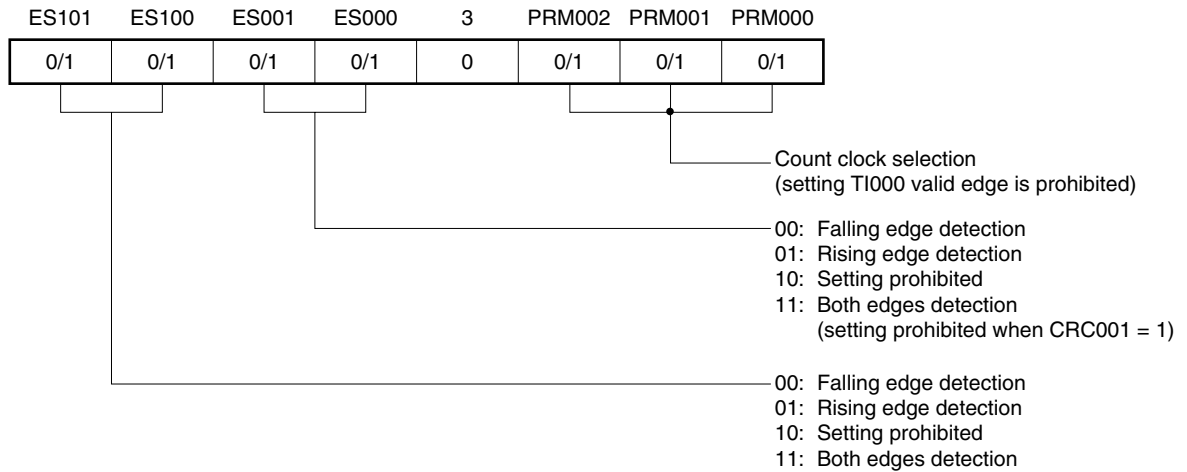 ES101 ES100 ES001 ES000 3 PRM002 PRM001 PRM000
0/1 0/1 0/1 0/1 0 0/1 0/1 0/1
Count clock selection
(setting TI000 valid edge is prohibited)
00: Falling edge detection
01: Rising edge detection
10: Setting prohibited
11: Both edges detection
(setting prohibited when CRC001 = 1)
00: Falling edge detection
01: Rising edge detection
10: Setting prohibited
11: Both edges detection